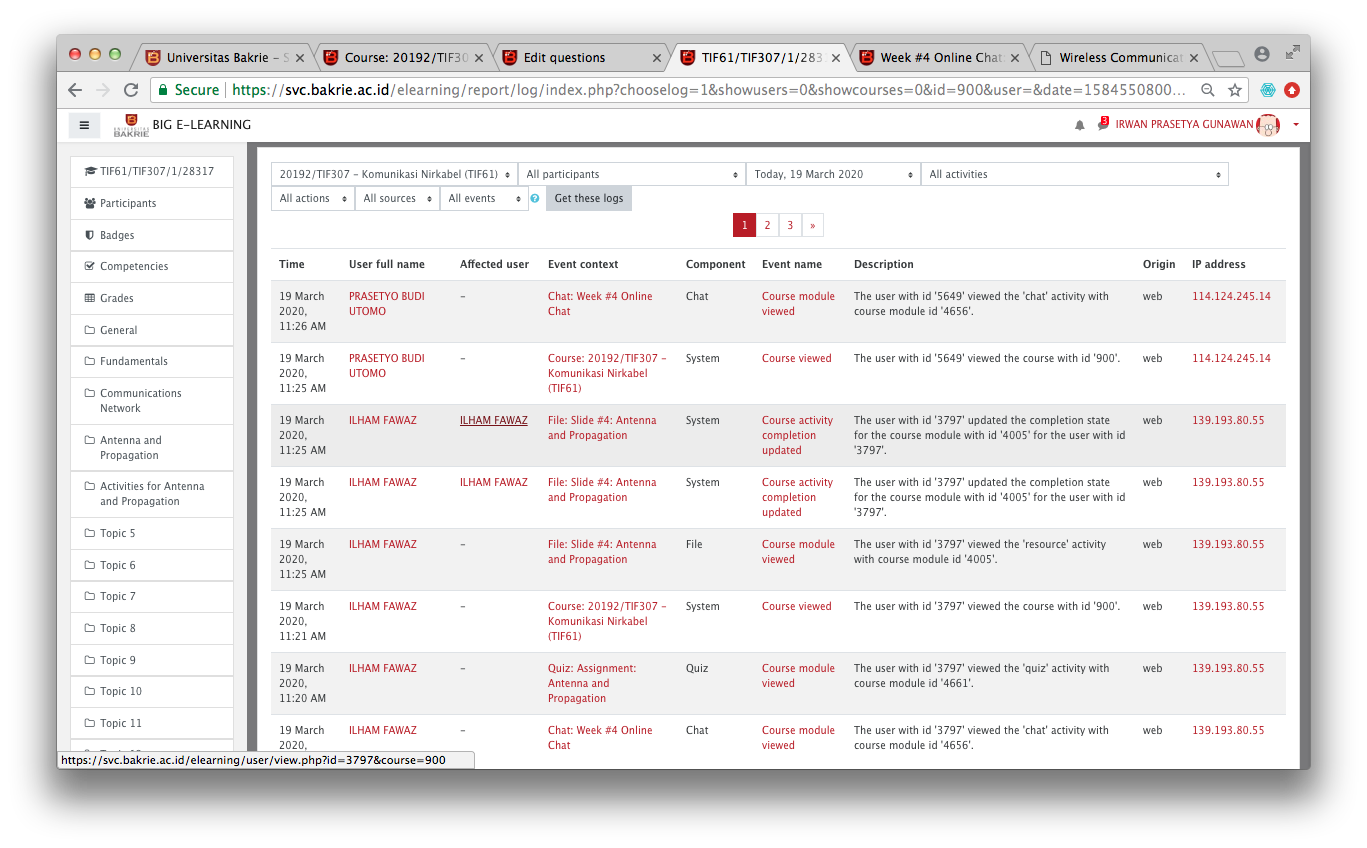 Universitas Bakrie – S
Course: 20192/TIF30
Edit questions
TIF61/TIF307/1/283
Week #4 Online Chat
Wireless Communicat
Secure
https://svc.bakrie.ac.id/elearning/report/log/index.php?chooselog=1&showusers=0&showcourses=0&id=900&user=&date=1584550800...
UNIVERSITAS
BAKRIE
BIG E-LEARNING
3
IRWAN PRASETYA GUNAWAN
TIF61/TIF307/1/28317
Participants
Badges
Competencies
Grades
General
Fundamentals
Communications
Network
Antenna and
Propagation
Activities for Antenna
and Propagation
Topic 5
Topic 6
Topic 7
Topic 8
Topic 9
Topic 10
Topic 11
20192/TIF307 – Komunikasi Nirkabel (TIF61)
All participants
Today, 19 March 2020
All activities
All actions
All sources
All events
?
Get these logs
1 2 3 »
Time User full name Affected user Event context Component Event name Description Origin IP address
19 March PRASETYO BUDI – Chat: Week #4 Online Chat Course module The user with id '5649' viewed the 'chat' activity with web 114.124.245.14
2020, UTOMO Chat viewed course module id '4656'.
11:26 AM
19 March PRASETYO BUDI – Course: 20192/TIF307 – System Course viewed The user with id '5649' viewed the course with id '900'. web 114.124.245.14
2020, UTOMO Komunikasi Nirkabel
11:25 AM (TIF61)
19 March ILHAM FAWAZ ILHAM FAWAZ File: Slide #4: Antenna System Course activity The user with id '3797' updated the completion state web 139.193.80.55
2020, and Propagation completion for the course module with id '4005' for the user with id
11:25 AM updated '3797'.
19 March ILHAM FAWAZ ILHAM FAWAZ File: Slide #4: Antenna System Course activity The user with id '3797' updated the completion state web 139.193.80.55
2020, and Propagation completion for the course module with id '4005' for the user with id
11:25 AM updated '3797'.
19 March ILHAM FAWAZ – File: Slide #4: Antenna File Course module The user with id '3797' viewed the 'resource' activity web 139.193.80.55
2020, and Propagation viewed with course module id '4005'.
11:25 AM
19 March ILHAM FAWAZ – Course: 20192/TIF307 – System Course viewed The user with id '3797' viewed the course with id '900'. web 139.193.80.55
2020, Komunikasi Nirkabel
11:21 AM (TIF61)
19 March ILHAM FAWAZ – Quiz: Assignment: Quiz Course module The user with id '3797' viewed the 'quiz' activity with web 139.193.80.55
2020, Antenna and viewed course module id '4661'.
11:20 AM Propagation
19 March ILHAM FAWAZ – Chat: Week #4 Online Chat Course module The user with id '3797' viewed the 'chat' activity with web 139.193.80.55
2020, Chat viewed course module id '4656'.
https://svc.bakrie.ac.id/elearning/user/view.php?id=3797&course=900